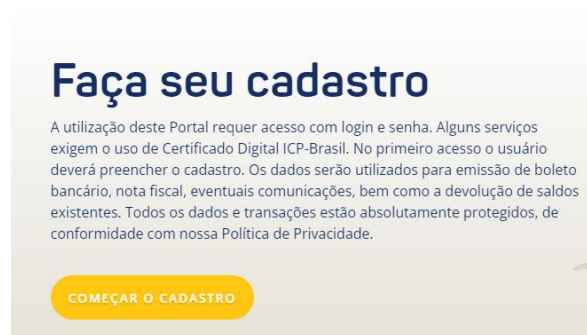 Faça seu cadastro
A utilização deste Portal requer acesso com login e senha. Alguns serviços
exigem o uso de Certificado Digital ICP-Brasil. No primeiro acesso o usuário
deverá preencher o cadastro. Os dados serão utilizados para emissão de boleto
bancário, nota fiscal, eventuais comunicações, bem como a devolução de saldos
existentes. Todos os dados e transações estão absolutamente protegidos, de
conformidade com nossa Política de Privacidade.
COMEÇAR O CADASTRO